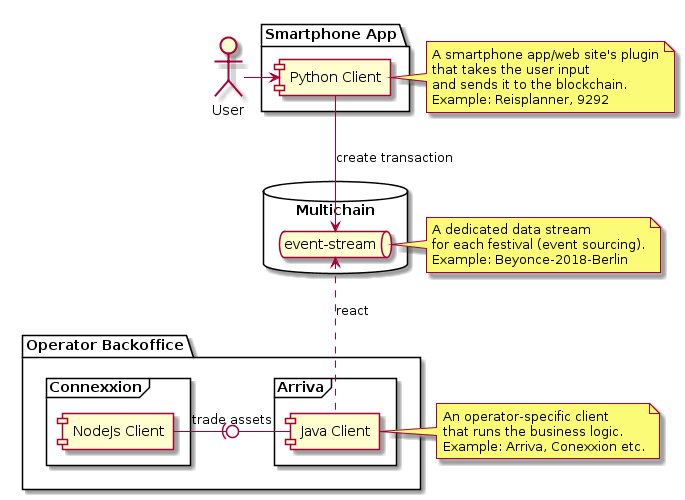 Smartphone App
Python Client
User
A smartphone app/web site's plugin
that takes the user input
and sends it to the blockchain.
Example: Reisplanner, 9292
create transaction
Multichain
event-stream
A dedicated data stream
for each festival (event sourcing).
Example: Beyonce-2018-Berlin
react
Operator Backoffice
Connexxion
NodeJs Client
trade assets
Arriva
Java Client
An operator-specific client
that runs the business logic.
Example: Arriva, Conexxion etc.